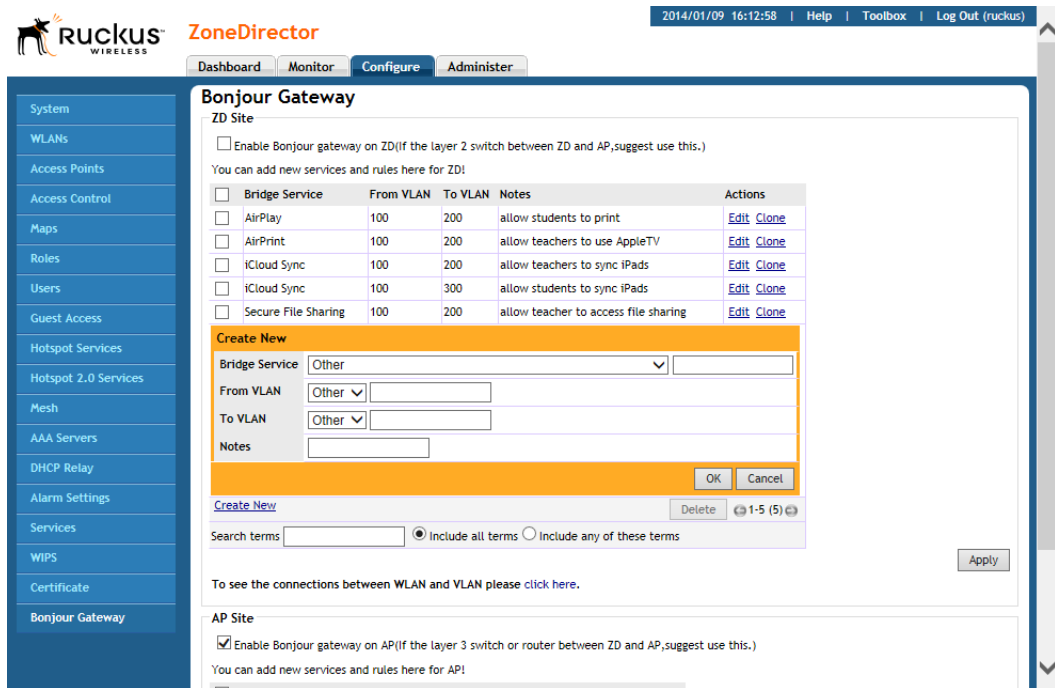 2014/01/09 16:12:58 | Help | Toolbox | Log Out (ruckus)
RUCKUS WIRELESS
ZoneDirector
Dashboard Monitor Configure Administer
System
WLANs
Access Points
Access Control
Maps
Roles
Users
Guest Access
Hotspot Services
Hotspot 2.0 Services
Mesh
AAA Servers
DHCP Relay
Alarm Settings
Services
WIPS
Certificate
Bonjour Gateway
Bonjour Gateway
ZD Site
Enable Bonjour gateway on ZD(If the layer 2 switch between ZD and AP,suggest use this.)
You can add new services and rules here for ZD!
Bridge Service From VLAN To VLAN Notes Actions
AirPlay 100 200 allow students to print Edit Clone
AirPrint 100 200 allow teachers to use AppleTV Edit Clone
iCloud Sync 100 200 allow teachers to sync iPads Edit Clone
iCloud Sync 100 300 allow students to sync iPads Edit Clone
Secure File Sharing 100 200 allow teacher to access file sharing Edit Clone
Create New
Bridge Service Other
From VLAN Other
To VLAN Other
Notes
OK Cancel
Create New Delete 1-5 (5)
Search terms Include all terms Include any of these terms
Apply
To see the connections between WLAN and VLAN please click here.
AP Site
Enable Bonjour gateway on AP(If the layer 3 switch or router between ZD and AP,suggest use this.)
You can add new services and rules here for AP!